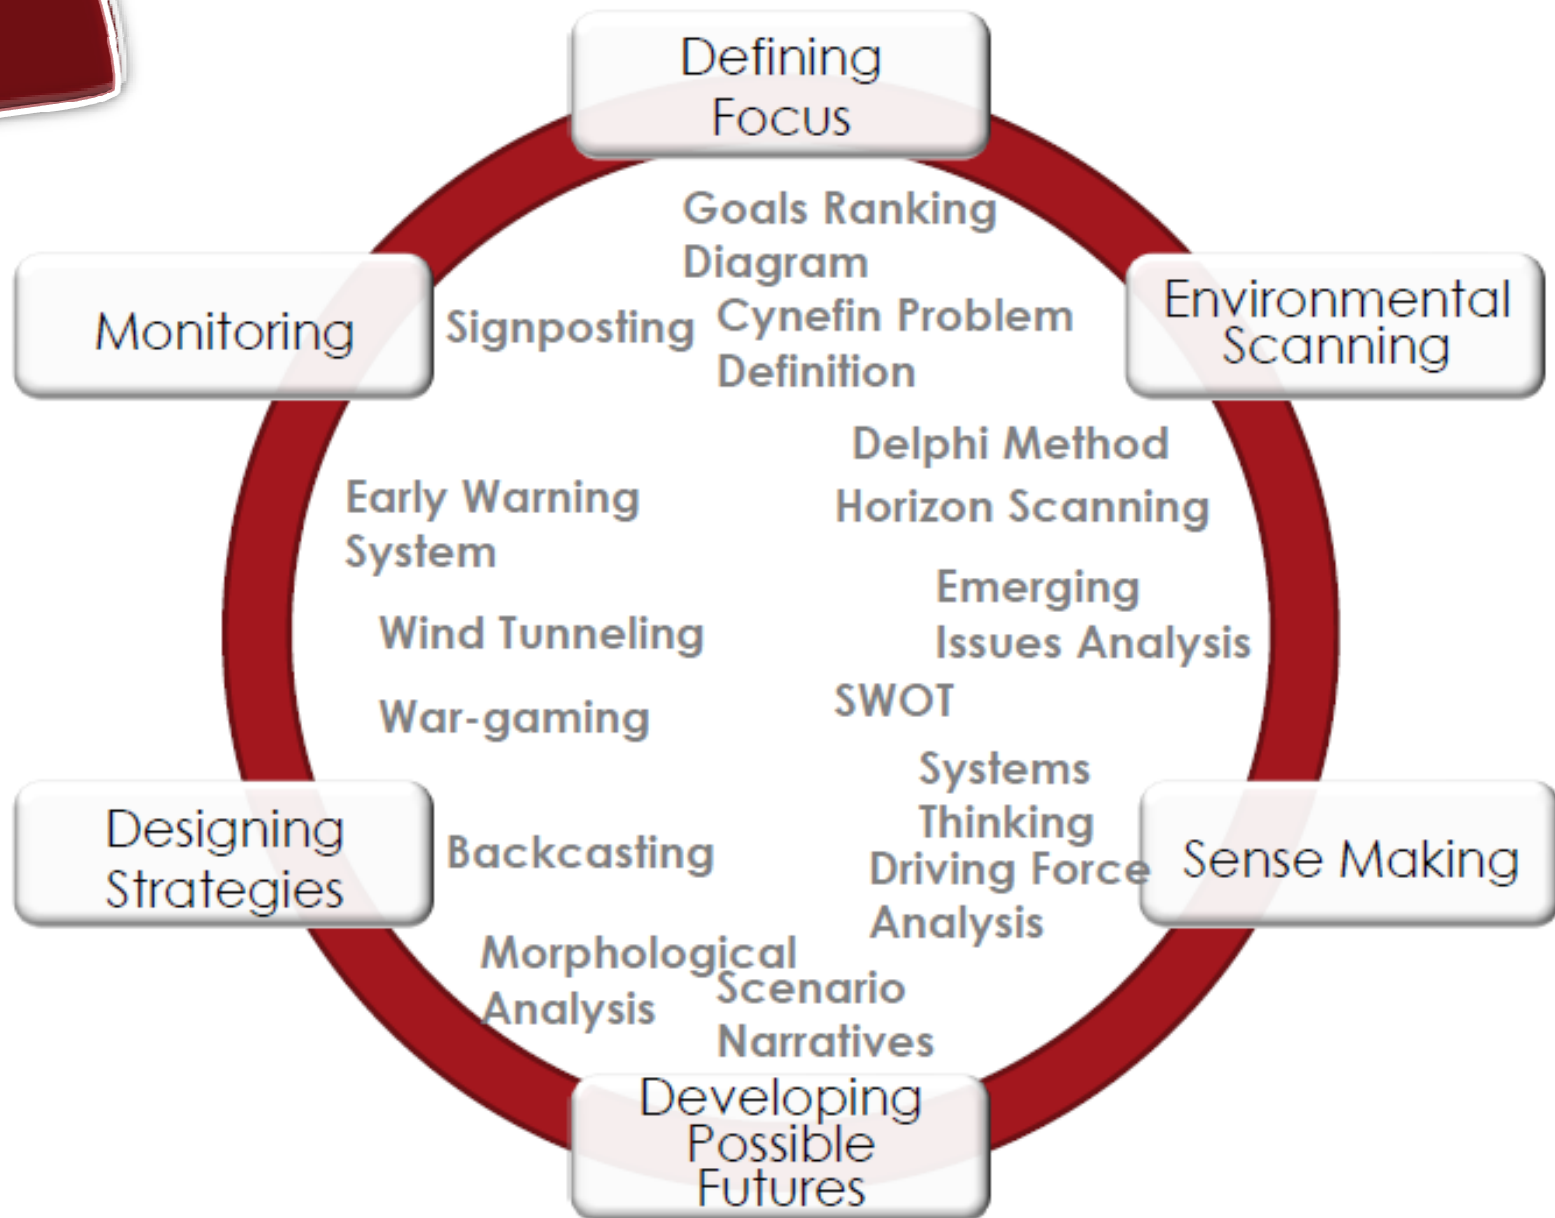 Defining
Focus
Goals Ranking
Diagram
Cynefin Problem
Definition
Environmental
Scanning
Monitoring
Signposting
Delphi Method
Horizon Scanning
Early Warning
System
Emerging
Issues Analysis
Wind Tunneling
War-gaming
SWOT
Systems
Thinking
Driving Force
Analysis
Sense Making
Designing
Strategies
Backcasting
Morphological
Analysis
Scenario
Narratives
Developing
Possible
Futures